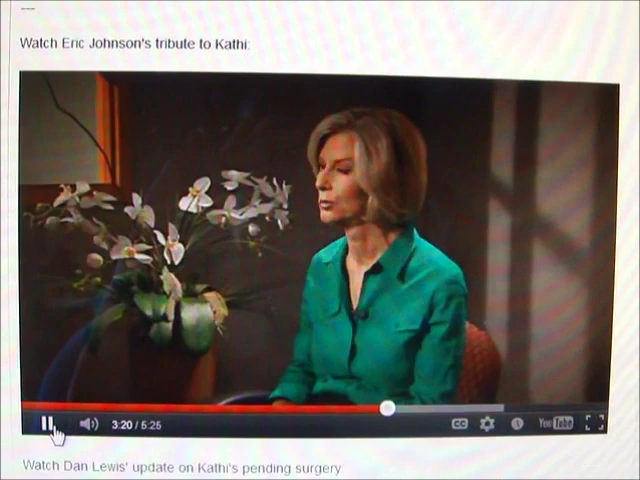 Watch Eric Johnson's tribute to Kathi:
3:20 / 5:25
CC
YouTube
Watch Dan Lewis' update on Kathi's pending surgery